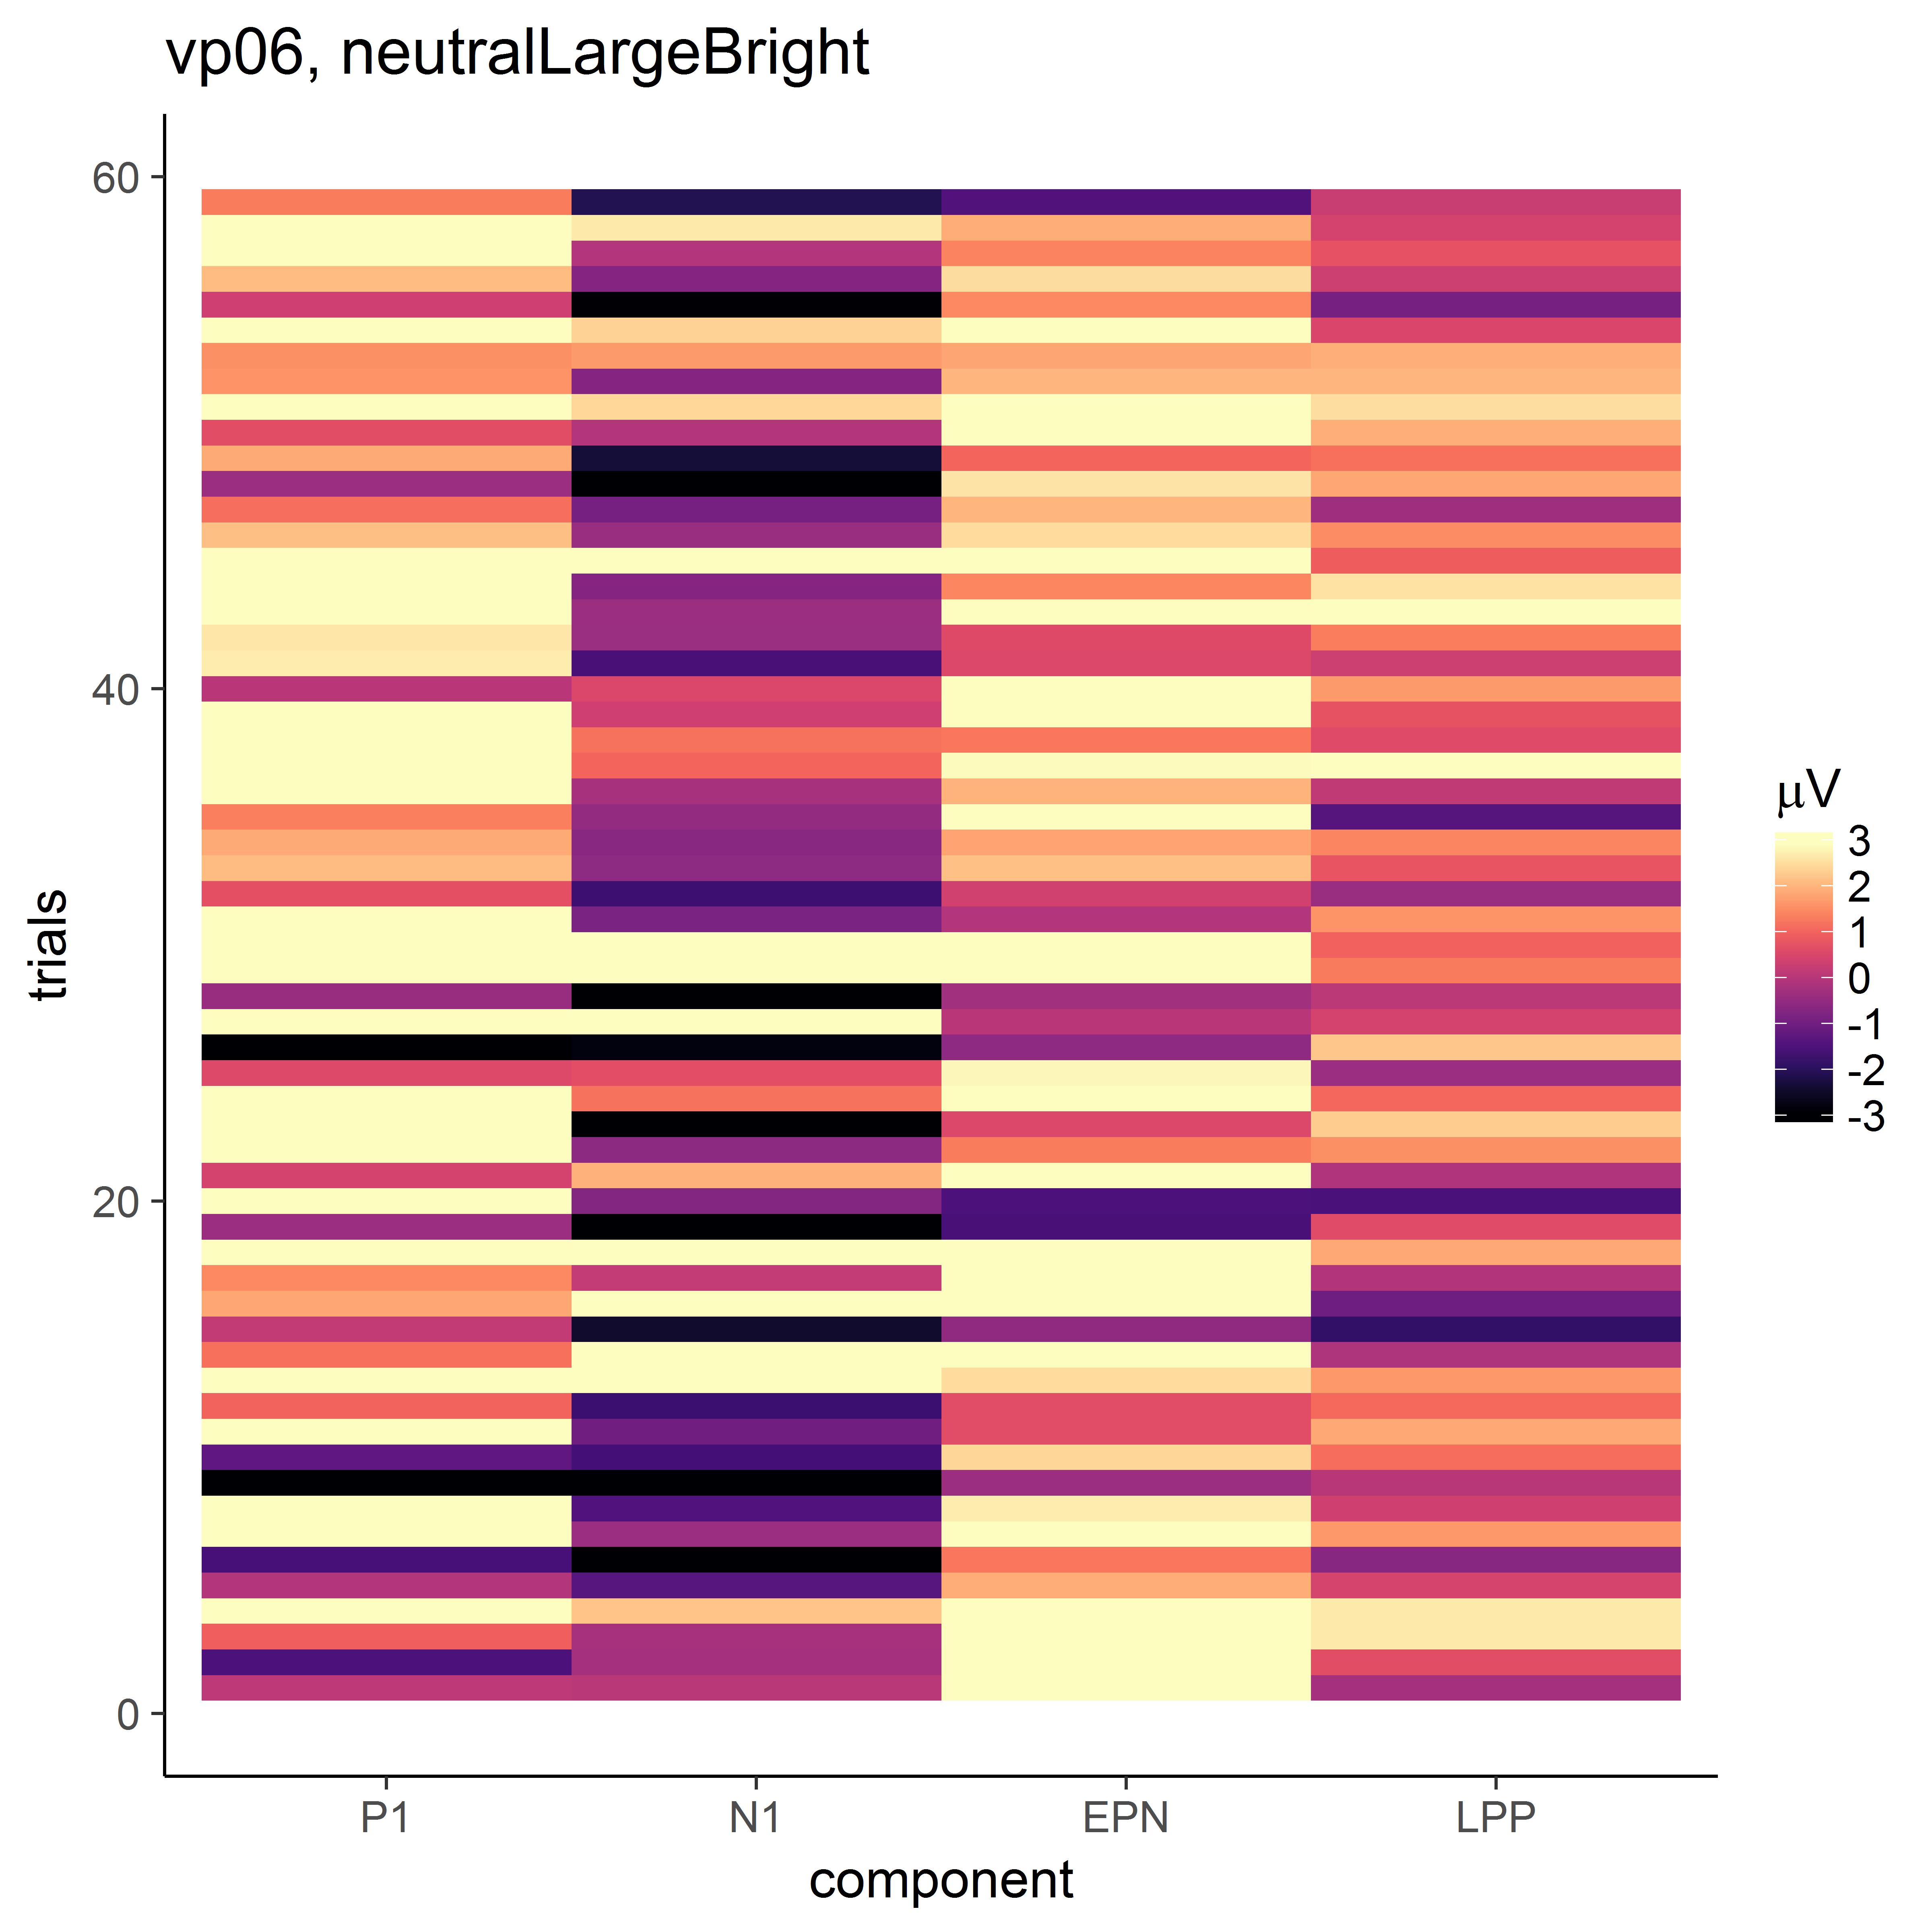 vp06, neutralLargeBright
60
40
20
0
trials
P1 N1 EPN LPP
component
μV
3
2
1
0
-1
-2
-3